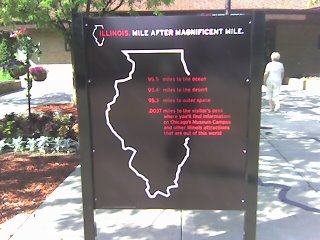 ILLINOIS. MILE AFTER MAGNIFICENT MILE.
95.5 miles to the ocean
93.4 miles to the desert
95.3 miles to outer space
.0037 miles to the visitor's desk
where you'll find information
on Chicago's Museum Campus
and other Illinois attractions
that are out of this world